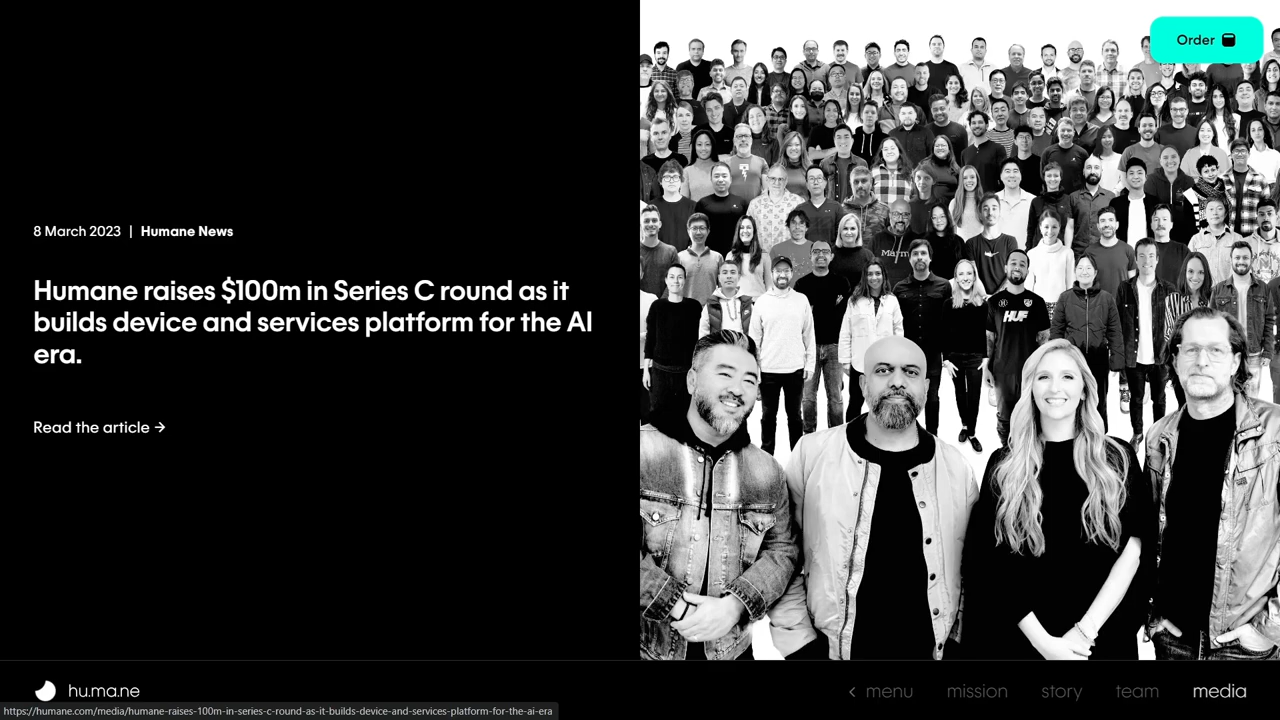 Order
8 March 2023 | Humane News
Humane raises $100m in Series C round as it
builds device and services platform for the AI
era.
Read the article →
HUF
hu.ma.ne
< menu mission story team media
https://humane.com/media/humane-raises-100m-in-series-c-round-as-it-builds-device-and-services-platform-for-the-ai-era